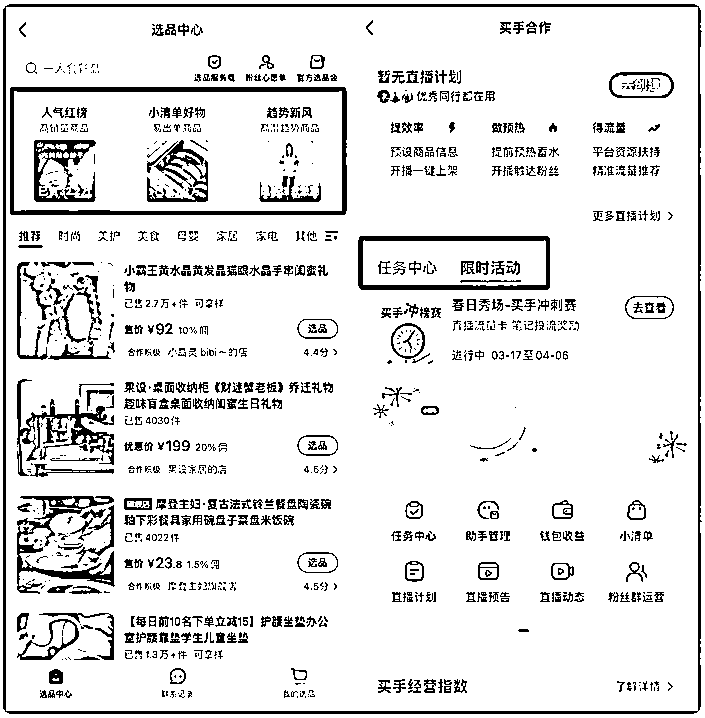 选品中心
选品服务商 粉丝心愿单 官方选品会
人气红榜
高销量商品
小清单好物
易出单商品
趋势新风
高潜趋势商品
推荐 时尚 美护 美食 母婴 家居 家电 其他
小霸王黄水晶黄发晶猫眼水晶手串闺蜜礼
物
已售2.7万+件 可拿样
售价 ¥92 10%佣
选品
合作积极 小晶灵bibi～的店 4.4分
果设·桌面收纳柜《财迷蟹老板》乔迁礼物
趣味盲盒桌面收纳闺蜜生日礼物
已售4030件
优惠价 ¥199 20%佣
选品
合作积极 果设家居的店 4.5分
摩登主妇·复古法式铃兰餐盘陶瓷碗
釉下彩餐具家用碗盘子菜盘米饭碗
已售4022件
售价 ¥23.8 1.5%佣
选品
合作积极 摩登主妇旗舰店 4.5分
【每日前10名下单立减15】护腰坐垫办公
室护腰靠垫学生儿童坐垫
已售1.3万+件 可拿样
选品中心 联系记录 我的选品
买手合作
暂无直播计划
优秀同行都在用
去创建
提效率 做预热 得流量
预设商品信息 提前预热蓄水 平台资源扶持
开播一键上架 开播触达粉丝 精准流量推荐
更多直播计划
任务中心 限时活动
买手冲榜赛
春日秀场-买手冲刺赛
直播流量卡 笔记投流奖励
进行中 03-17至04-06
去查看
任务中心 助手管理 钱包收益 小清单
直播计划 直播预告 直播动态 粉丝群运营
买手经营指数 了解详情